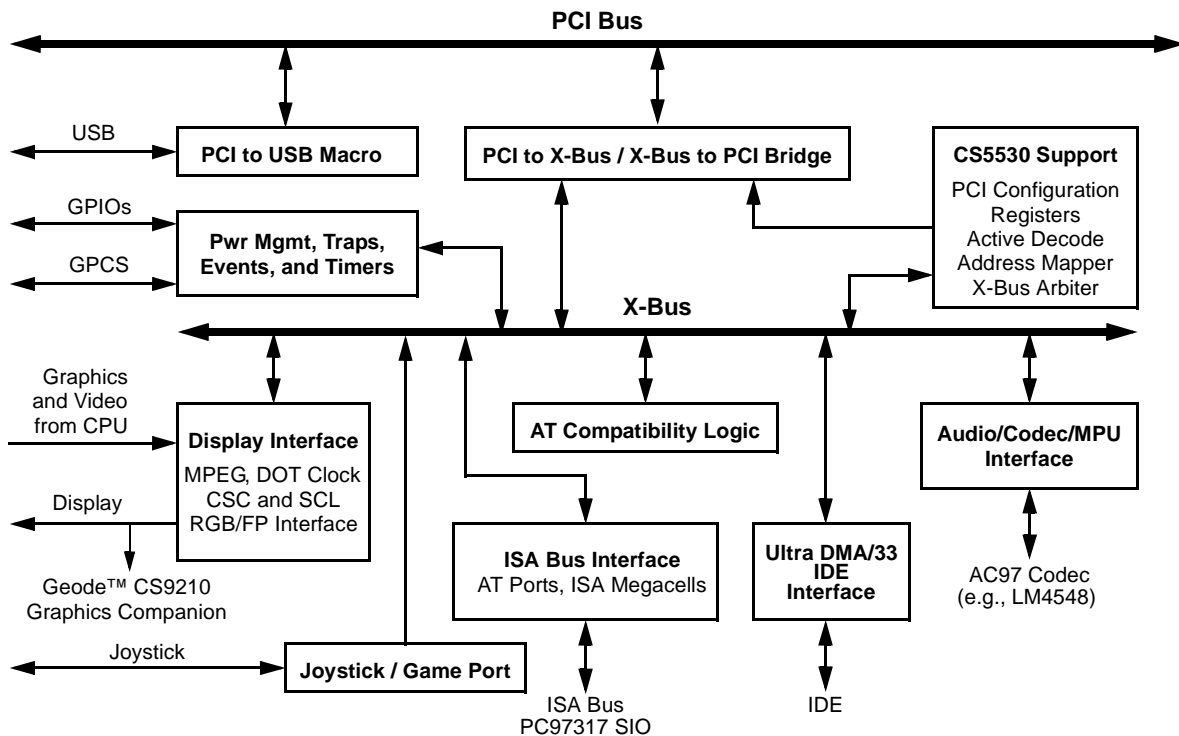 PCI Bus
USB
PCI to USB Macro
PCI to X-Bus / X-Bus to PCI Bridge
CS5530 Support
PCI Configuration
Registers
Active Decode
Address Mapper
X-Bus Arbiter
GPIOs
GPCS
Pwr Mgmt, Traps,
Events, and Timers
X-Bus
Graphics
and Video
from CPU
Display Interface
MPEG, DOT Clock
CSC and SCL
RGB/FP Interface
AT Compatibility Logic
Audio/Codec/MPU
Interface
Display
Geode™ CS9210
Graphics Companion
ISA Bus Interface
AT Ports, ISA Megacells
Ultra DMA/33
IDE
Interface
AC97 Codec
(e.g., LM4548)
Joystick
Joystick / Game Port
ISA Bus
PC97317 SIO
IDE